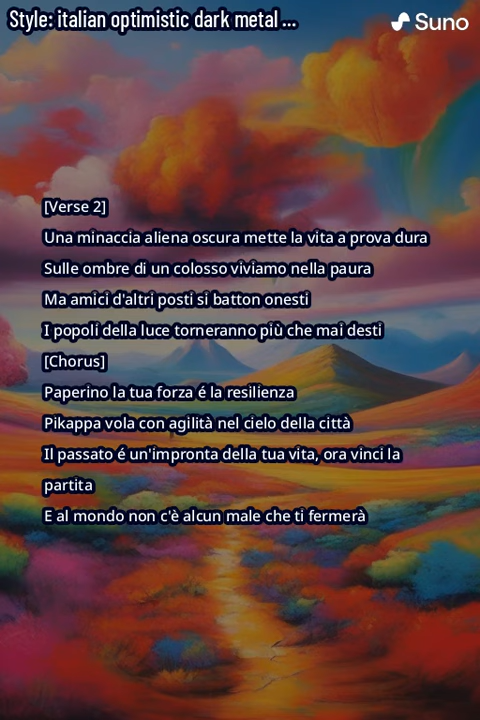 Style: italian optimistic dark metal ...
Suno
[Verse 2]
Una minaccia aliena oscura mette la vita a prova dura
Sulle ombre di un colosso viviamo nella paura
Ma amici d'altri posti si batton onesti
I popoli della luce torneranno più che mai desti
[Chorus]
Paperino la tua forza é la resilienza
Pikappa vola con agilità nel cielo della città
Il passato é un'impronta della tua vita, ora vinci la
partita
E al mondo non c'è alcun male che ti fermerà